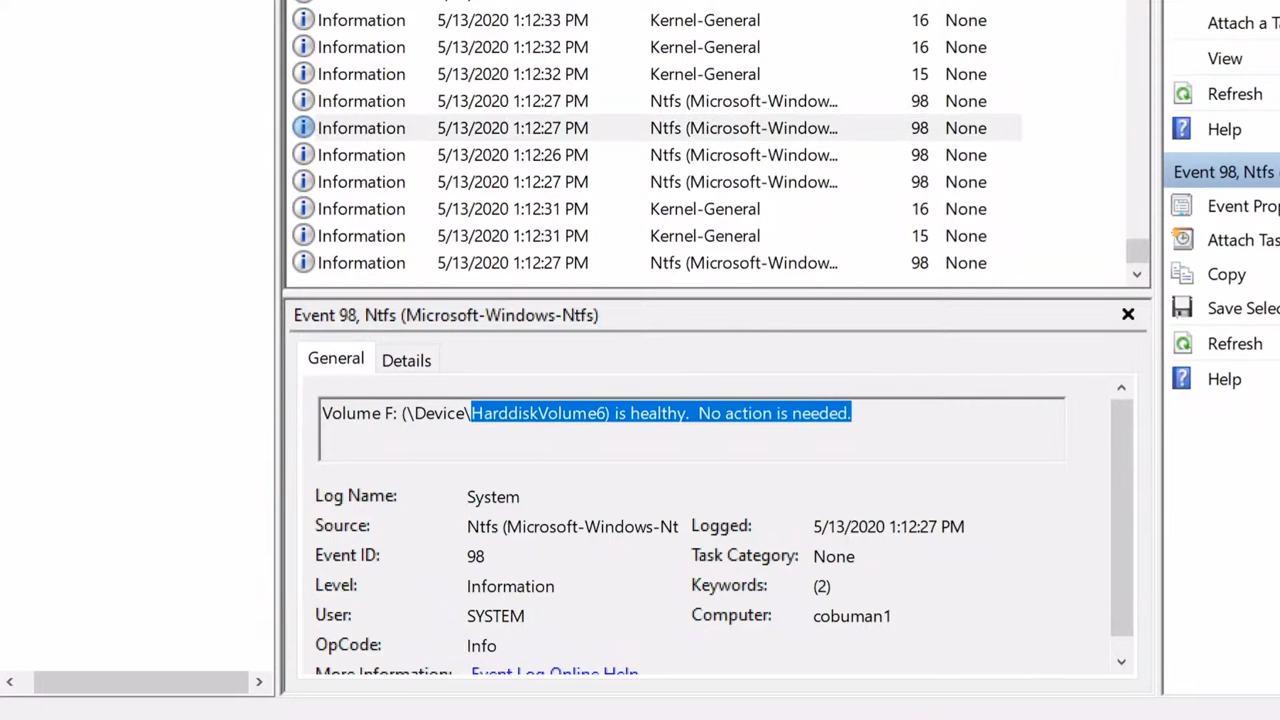 Information 5/13/2020 1:12:33 PM Kernel-General 16 None
Information 5/13/2020 1:12:32 PM Kernel-General 16 None
Information 5/13/2020 1:12:32 PM Kernel-General 15 None
Information 5/13/2020 1:12:27 PM Ntfs (Microsoft-Window... 98 None
Information 5/13/2020 1:12:27 PM Ntfs (Microsoft-Window... 98 None
Information 5/13/2020 1:12:26 PM Ntfs (Microsoft-Window... 98 None
Information 5/13/2020 1:12:27 PM Ntfs (Microsoft-Window... 98 None
Information 5/13/2020 1:12:31 PM Kernel-General 16 None
Information 5/13/2020 1:12:31 PM Kernel-General 15 None
Information 5/13/2020 1:12:27 PM Ntfs (Microsoft-Window... 98 None
Event 98, Ntfs (Microsoft-Windows-Ntfs)
General Details
Volume F: (\Device\HarddiskVolume6) is healthy.  No action is needed.
Log Name: System
Source: Ntfs (Microsoft-Windows-Nt Logged: 5/13/2020 1:12:27 PM
Event ID: 98 Task Category: None
Level: Information Keywords: (2)
User: SYSTEM Computer: cobuman1
OpCode: Info
More Information: Event Log Online Help
Attach a T
View
Refresh
Help
Event 98, Ntfs
Event Prop
Attach Tas
Copy
Save Selec
Refresh
Help